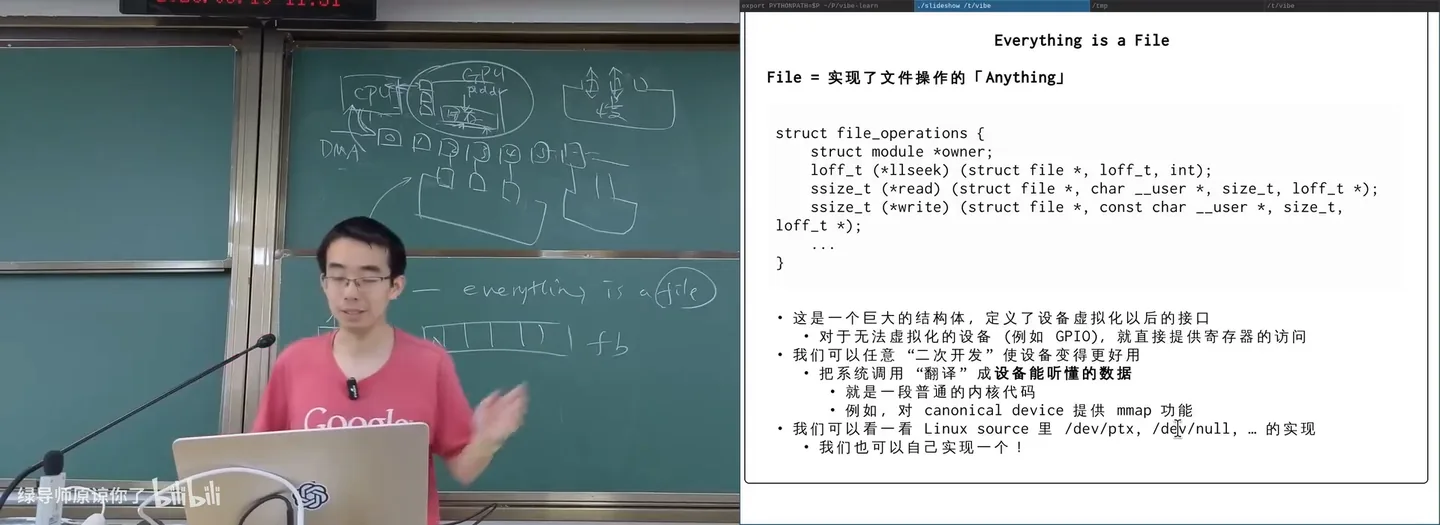 CPU
GPU
DMA
everything is a file
fb
Google
绿导师原谅你了 bilibili
export PYTHONPATH=$P ~/P/vibe-learn
./slideshow /t/vibe
/tmp
/t/vibe
Everything is a File
File = 实现了文件操作的「Anything」
struct file_operations {
struct module *owner;
loff_t (*llseek) (struct file *, loff_t, int);
ssize_t (*read) (struct file *, char __user *, size_t, loff_t *);
ssize_t (*write) (struct file *, const char __user *, size_t,
loff_t *);
...
}
• 这是一个巨大的结构体, 定义了设备虚拟化以后的接口
• 对于无法虚拟化的设备 (例如 GPIO), 就直接提供寄存器的访问
• 我们可以任意 “二次开发” 使设备变得更好用
• 把系统调用 “翻译” 成设备能听懂的数据
• 就是一段普通的内核代码
• 例如, 对 canonical device 提供 mmap 功能
• 我们可以看一看 Linux source 里 /dev/ptx, /dev/null, … 的实现
• 我们也可以自己实现一个！